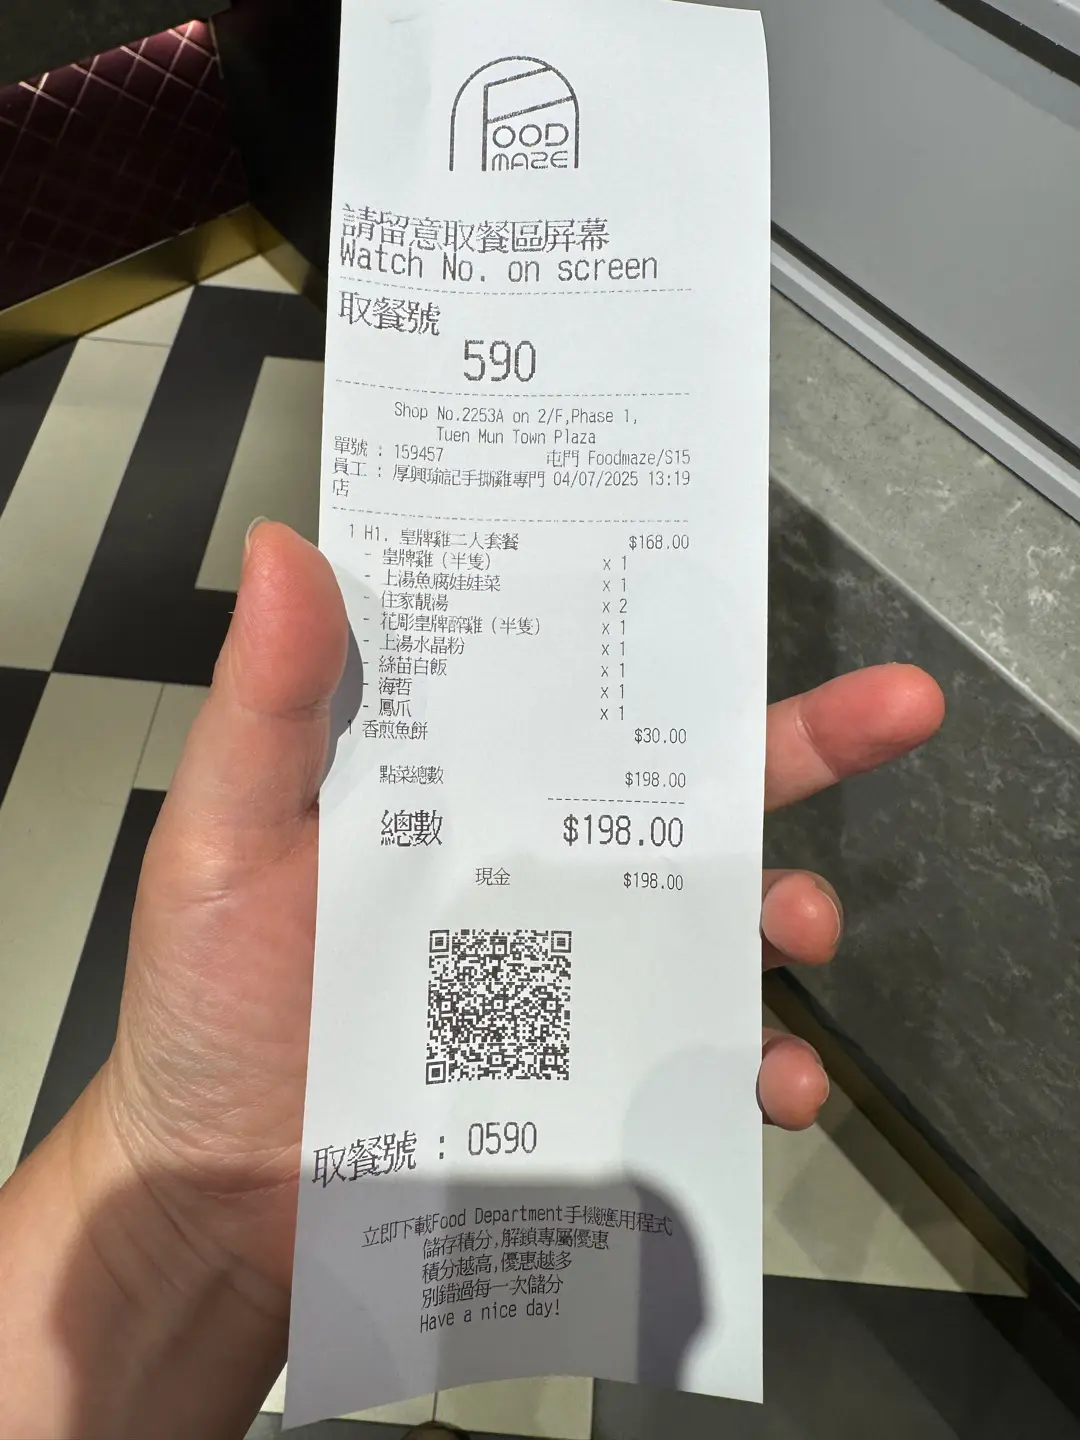 FOOD
MAZE
請留意取餐區屏幕
Watch No. on screen
取餐號
590
Shop No.2253A on 2/F,Phase 1,
Tuen Mun Town Plaza
單號 : 159457 屯門 Foodmaze/S15
員工 : 厚興瑜記手撕雞專門 04/07/2025 13:19
店
1 H1. 皇牌雞二人套餐 $168.00
- 皇牌雞 (半隻) x 1
- 上湯魚腐娃娃菜 x 1
- 住家靚湯 x 2
- 花彫皇牌醉雞 (半隻) x 1
- 上湯水晶粉 x 1
- 絲苗白飯 x 1
- 海哲 x 1
- 鳳爪 x 1
1 香煎魚餅 $30.00
點菜總數 $198.00
總數 $198.00
現金 $198.00
取餐號 : 0590
立即下載Food Department手機應用程式
儲存積分,解鎖專屬優惠
積分越高,優惠越多
別錯過每一次儲分
Have a nice day!